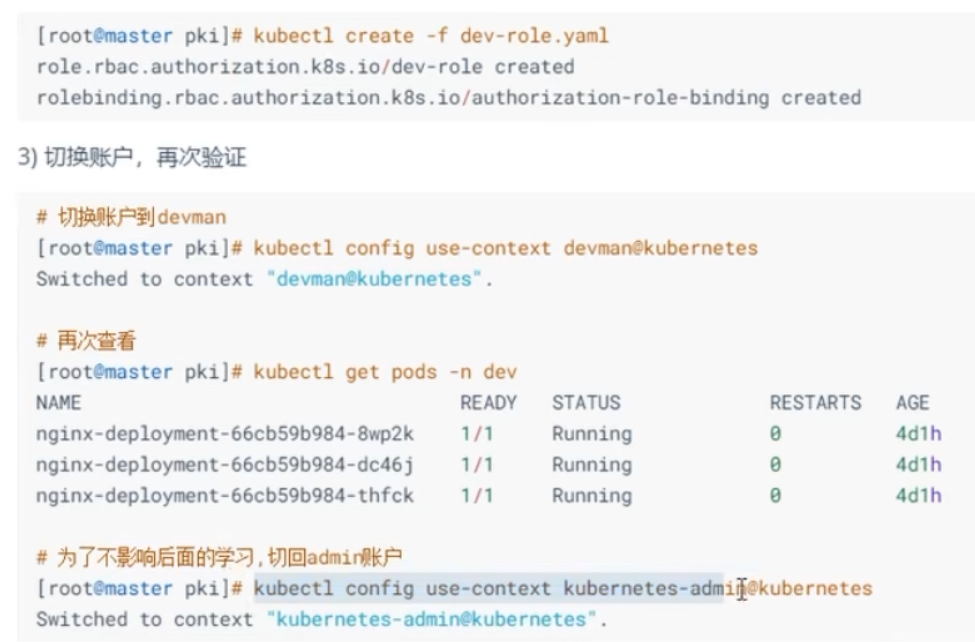 [root@master pki]# kubectl create -f dev-role.yaml
role.rbac.authorization.k8s.io/dev-role created
rolebinding.rbac.authorization.k8s.io/authorization-role-binding created
3) 切换账户，再次验证
# 切换账户到devman
[root@master pki]# kubectl config use-context devman@kubernetes
Switched to context "devman@kubernetes".
# 再次查看
[root@master pki]# kubectl get pods -n dev
NAME READY STATUS RESTARTS AGE
nginx-deployment-66cb59b984-8wp2k 1/1 Running 0 4d1h
nginx-deployment-66cb59b984-dc46j 1/1 Running 0 4d1h
nginx-deployment-66cb59b984-thfck 1/1 Running 0 4d1h
# 为了不影响后面的学习,切回admin账户
[root@master pki]# kubectl config use-context kubernetes-admin@kubernetes
Switched to context "kubernetes-admin@kubernetes".